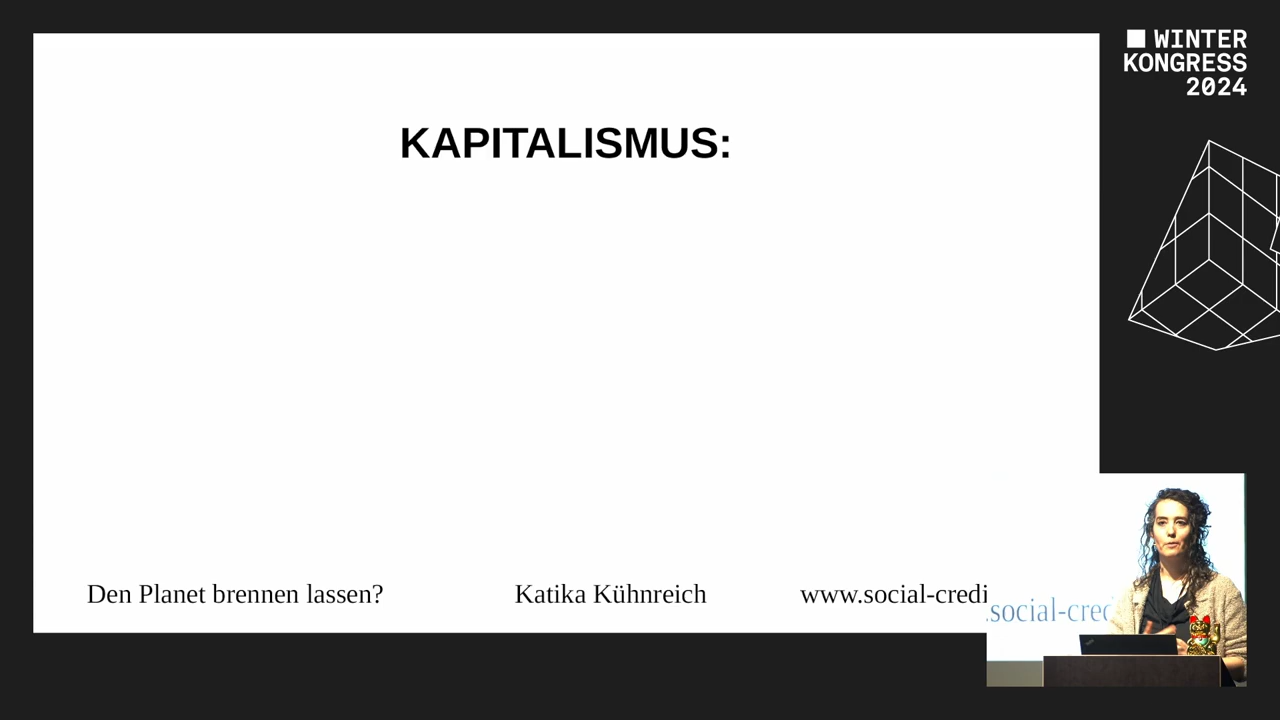 WINTER
KONGRESS
2024
KAPITALISMUS:
Den Planet brennen lassen?
Katika Kühnreich
www.social-credi
.social-cred